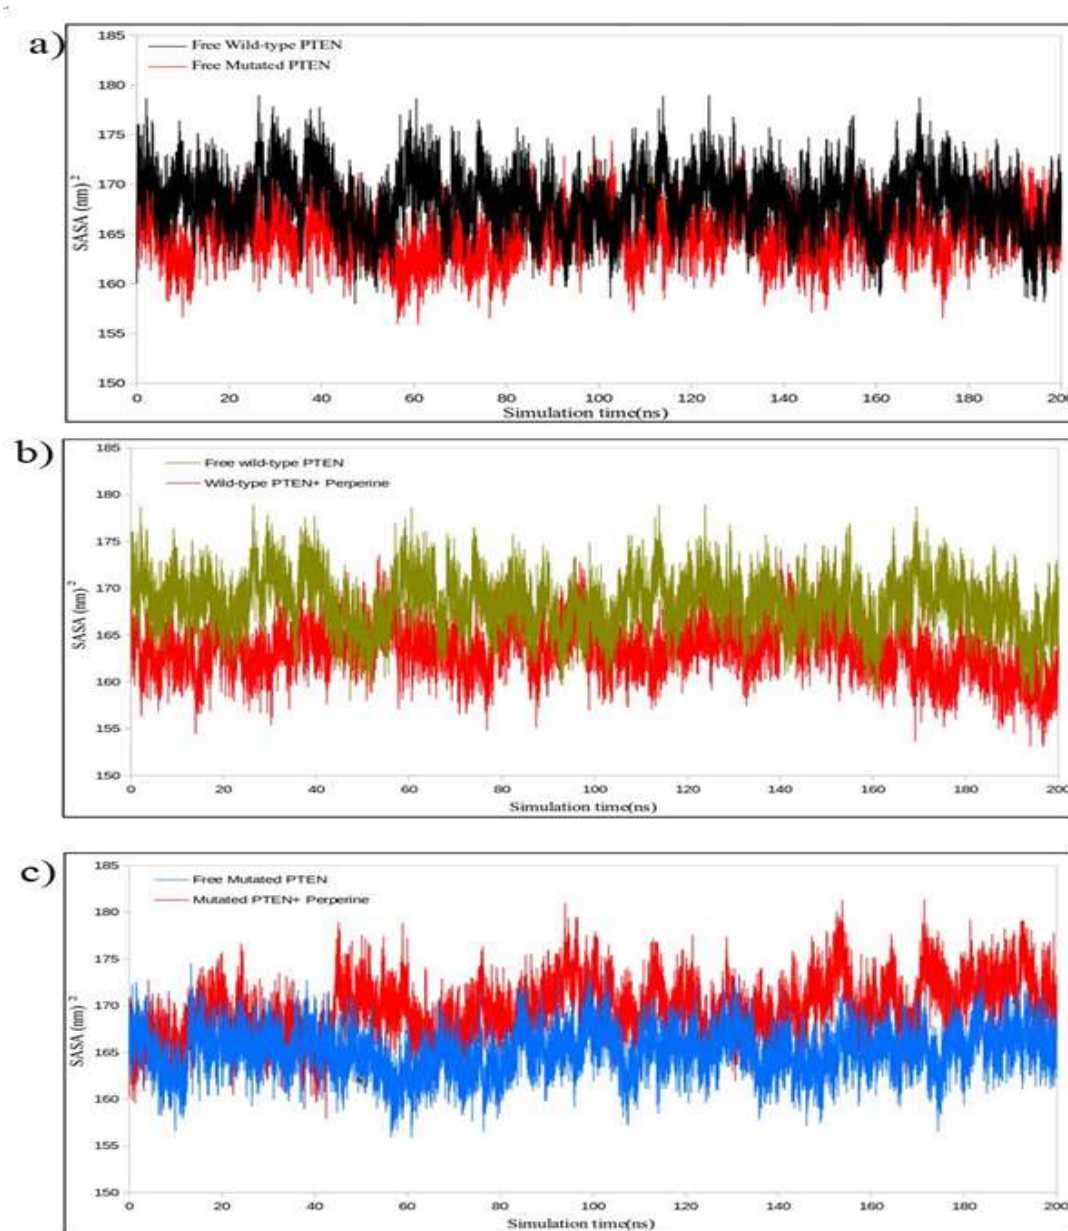 a)
Free Wild-type PTEN
Free Mutated PTEN
185
180
175
170
165
160
155
150
SASA (nm) 2
0 20 40 60 80 100 120 140 160 180 200
Simulation time(ns)
b)
Free wild-type PTEN
Wild-type PTEN+ Perperine
185
180
175
170
165
160
155
150
SASA (nm) 2
0 20 40 60 80 100 120 140 160 180 200
Simulation time(ns)
c)
Free Mutated PTEN
Mutated PTEN+ Perperine
185
180
175
170
165
160
155
150
SASA (nm) 2
0 20 40 60 80 100 120 140 160 180 200
Simulation time(ns)